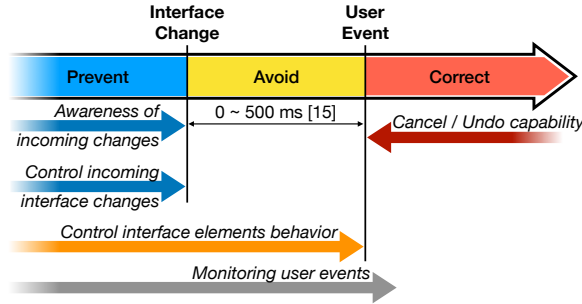 Interface
Change
User
Event
Prevent
Avoid
Correct
Awareness of
incoming changes
0 ~ 500 ms [15]
Cancel / Undo capability
Control incoming
interface changes
Control interface elements behavior
Monitoring user events